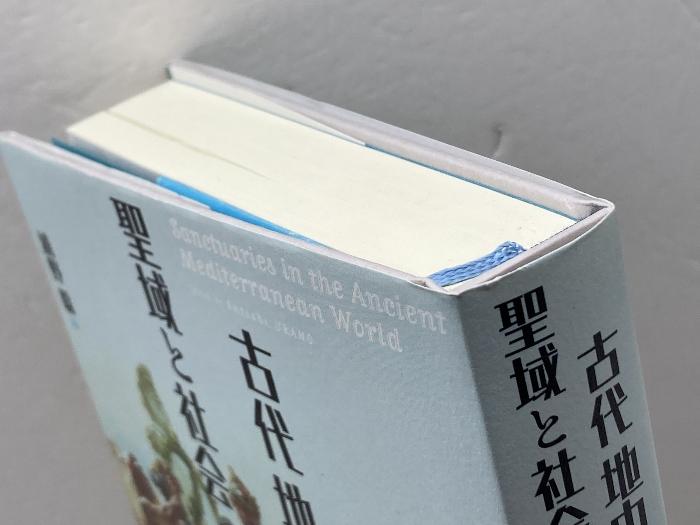 Sanctuaries in the Ancient
Mediterranean World
古代地
聖域と社会
古代地中
聖域と社会